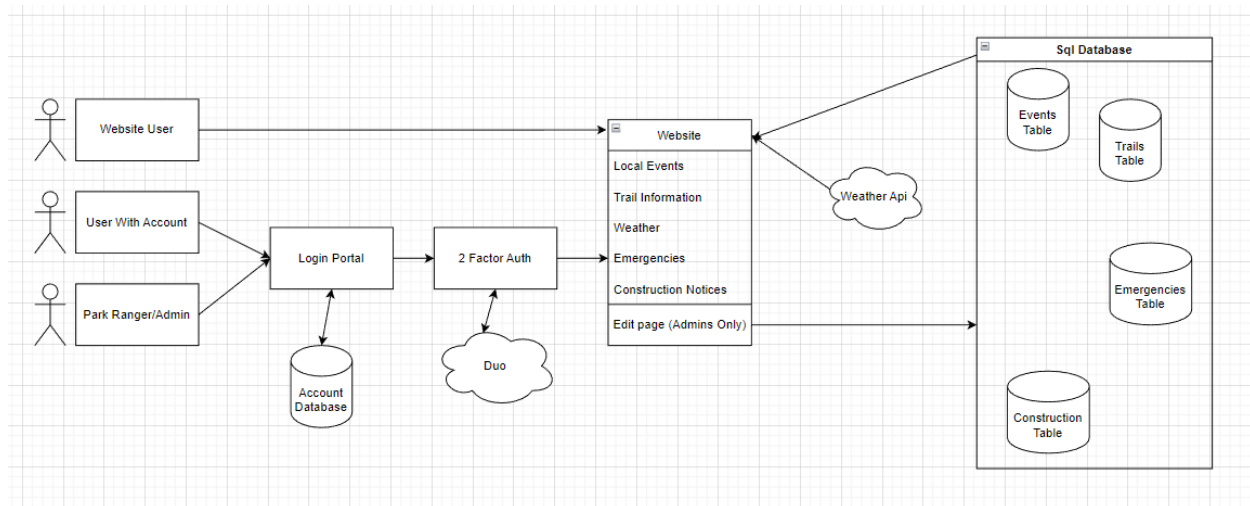 Website User
User With Account
Park Ranger/Admin
Login Portal
Account
Database
2 Factor Auth
Duo
Website
Local Events
Trail Information
Weather
Emergencies
Construction Notices
Edit page (Admins Only)
Weather Api
Sql Database
Events
Table
Trails
Table
Emergencies
Table
Construction
Table